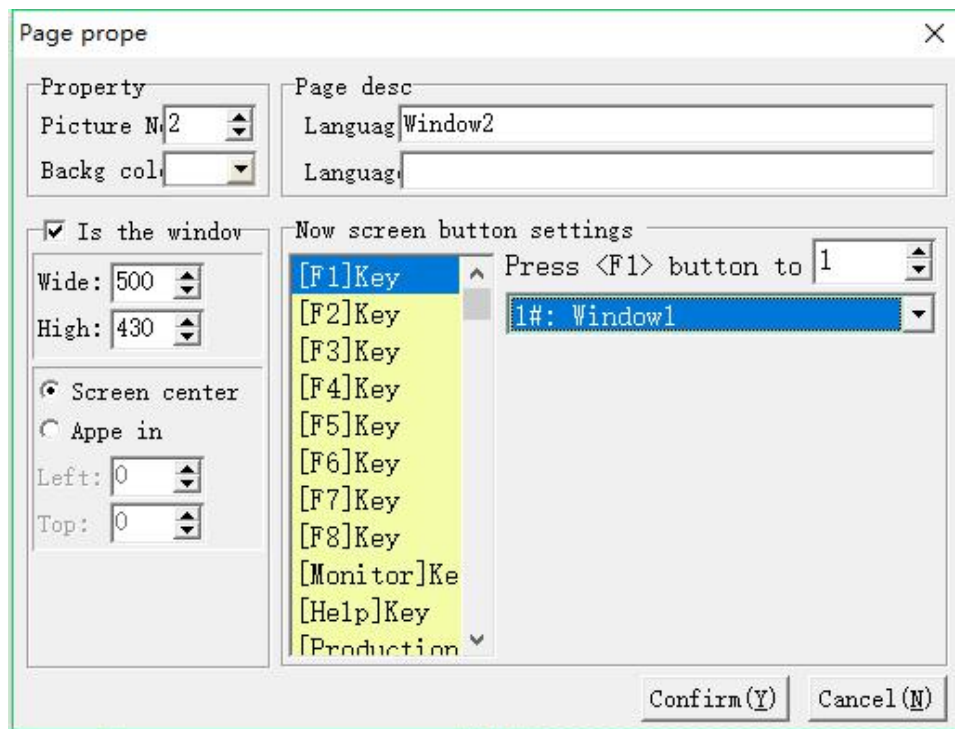 Page prope
Property
Picture N
2
Backg col
Page desc
Languag
Window2
Language
Is the window
Wide: 500
High: 430
Screen center
Appe in
Left: 0
Top: 0
Now screen button settings
[F1]Key
[F2]Key
[F3]Key
[F4]Key
[F5]Key
[F6]Key
[F7]Key
[F8]Key
[Monitor]Ke
[Help]Key
[Production
Press <F1> button to 1
1#: Window1
Confirm(Y)
Cancel(N)